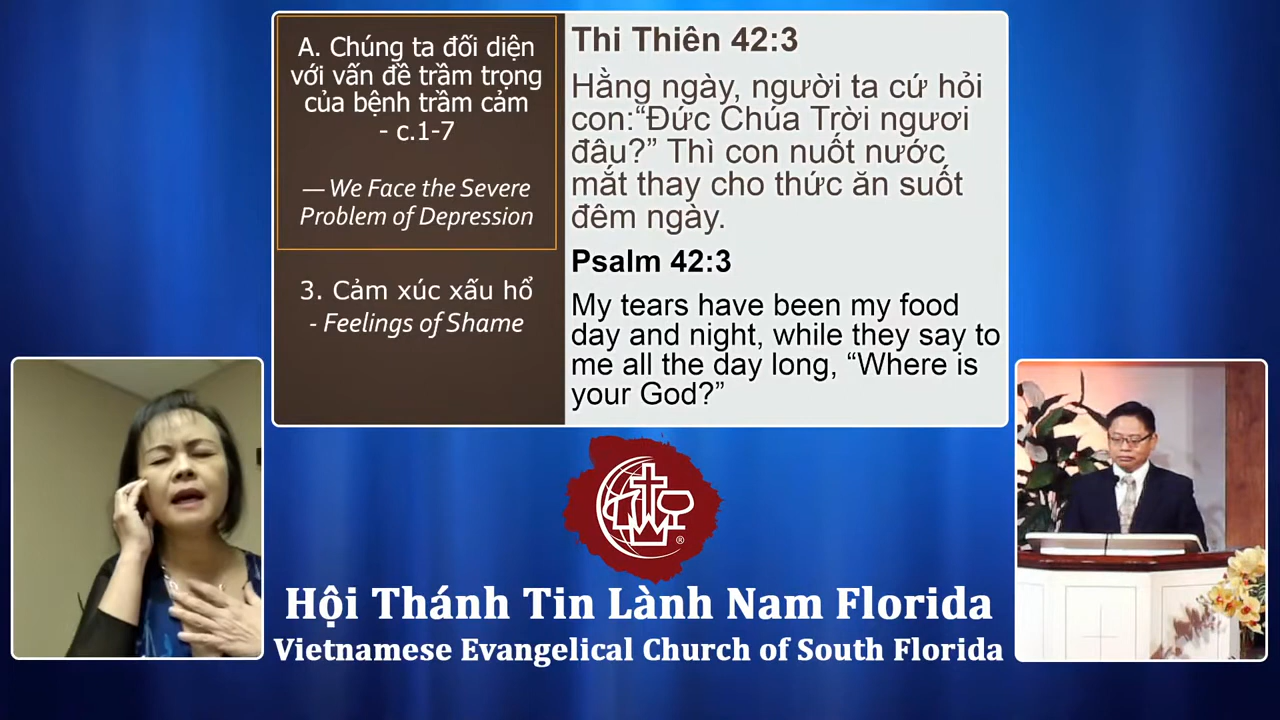 A. Chúng ta đối diện
với vấn đề trầm trọng
của bệnh trầm cảm
- c.1-7
— We Face the Severe
Problem of Depression
3. Cảm xúc xấu hổ
- Feelings of Shame
Thi Thiên 42:3
Hằng ngày, người ta cứ hỏi
con:“Đức Chúa Trời ngươi
đâu?” Thì con nuốt nước
mắt thay cho thức ăn suốt
đêm ngày.
Psalm 42:3
My tears have been my food
day and night, while they say to
me all the day long, “Where is
your God?”
®
Hội Thánh Tin Lành Nam Florida
Vietnamese Evangelical Church of South Florida